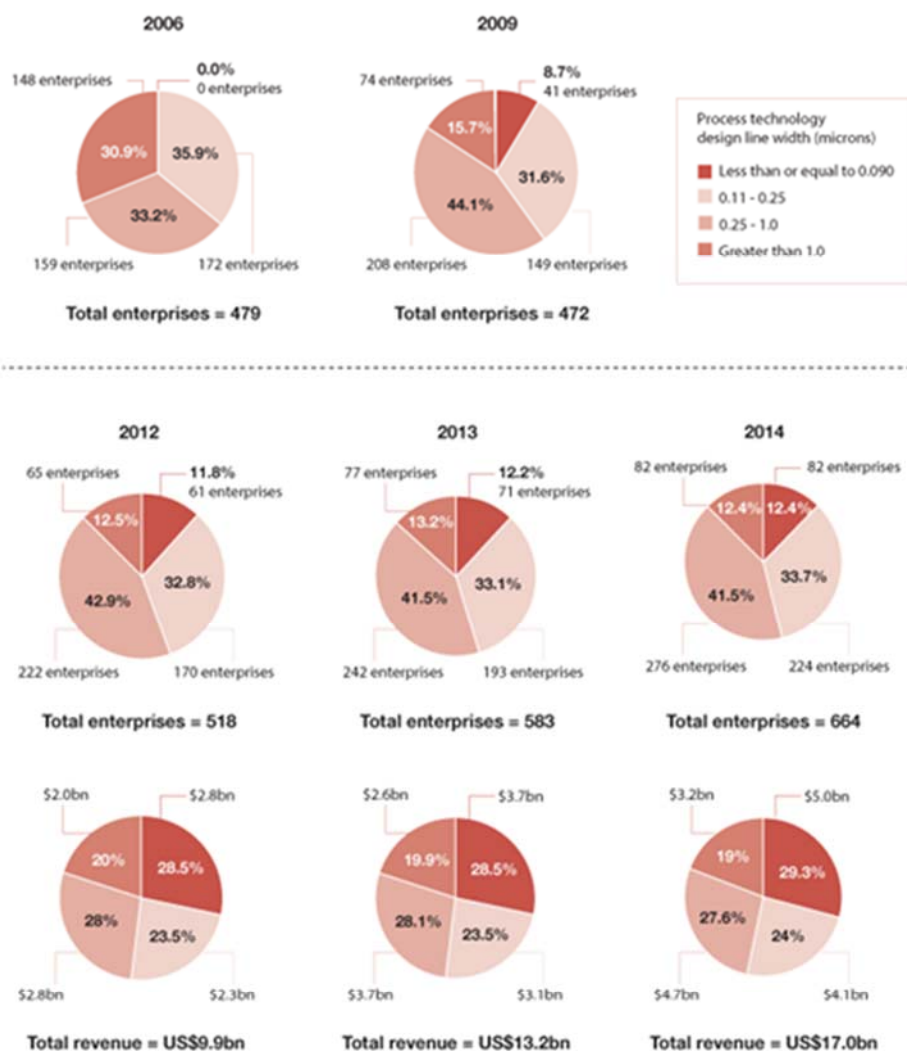 2006
148 enterprises
0.0%
0 enterprises
30.9%
35.9%
33.2%
159 enterprises
172 enterprises
Total enterprises = 479
2009
74 enterprises
8.7%
41 enterprises
15.7%
31.6%
44.1%
208 enterprises
149 enterprises
Total enterprises = 472
Process technology
design line width (microns)
Less than or equal to 0.090
0.11 - 0.25
0.25 - 1.0
Greater than 1.0
2012
65 enterprises
11.8%
61 enterprises
12.5%
32.8%
42.9%
222 enterprises
170 enterprises
Total enterprises = 518
2013
77 enterprises
12.2%
71 enterprises
13.2%
33.1%
41.5%
242 enterprises
193 enterprises
Total enterprises = 583
2014
82 enterprises
82 enterprises
12.4%
12.4%
33.7%
41.5%
276 enterprises
224 enterprises
Total enterprises = 664
$2.0bn
$2.8bn
20%
28.5%
28%
23.5%
$2.8bn
$2.3bn
Total revenue = US$9.9bn
$2.6bn
$3.7bn
19.9%
28.5%
28.1%
23.5%
$3.7bn
$3.1bn
Total revenue = US$13.2bn
$3.2bn
$5.0bn
19%
29.3%
27.6%
24%
$4.7bn
$4.1bn
Total revenue = US$17.0bn